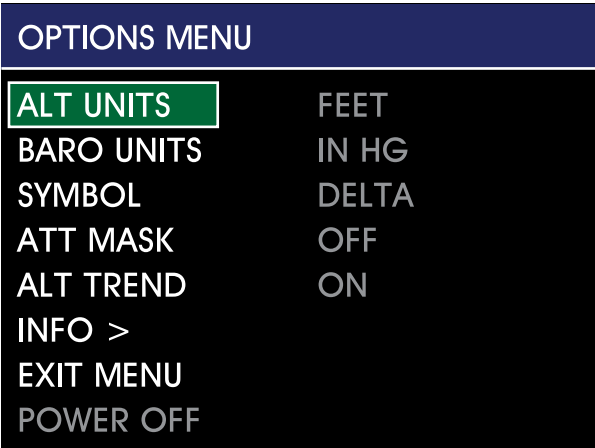 OPTIONS MENU
ALT UNITS FEET
BARO UNITS IN HG
SYMBOL DELTA
ATT MASK OFF
ALT TREND ON
INFO >
EXIT MENU
POWER OFF